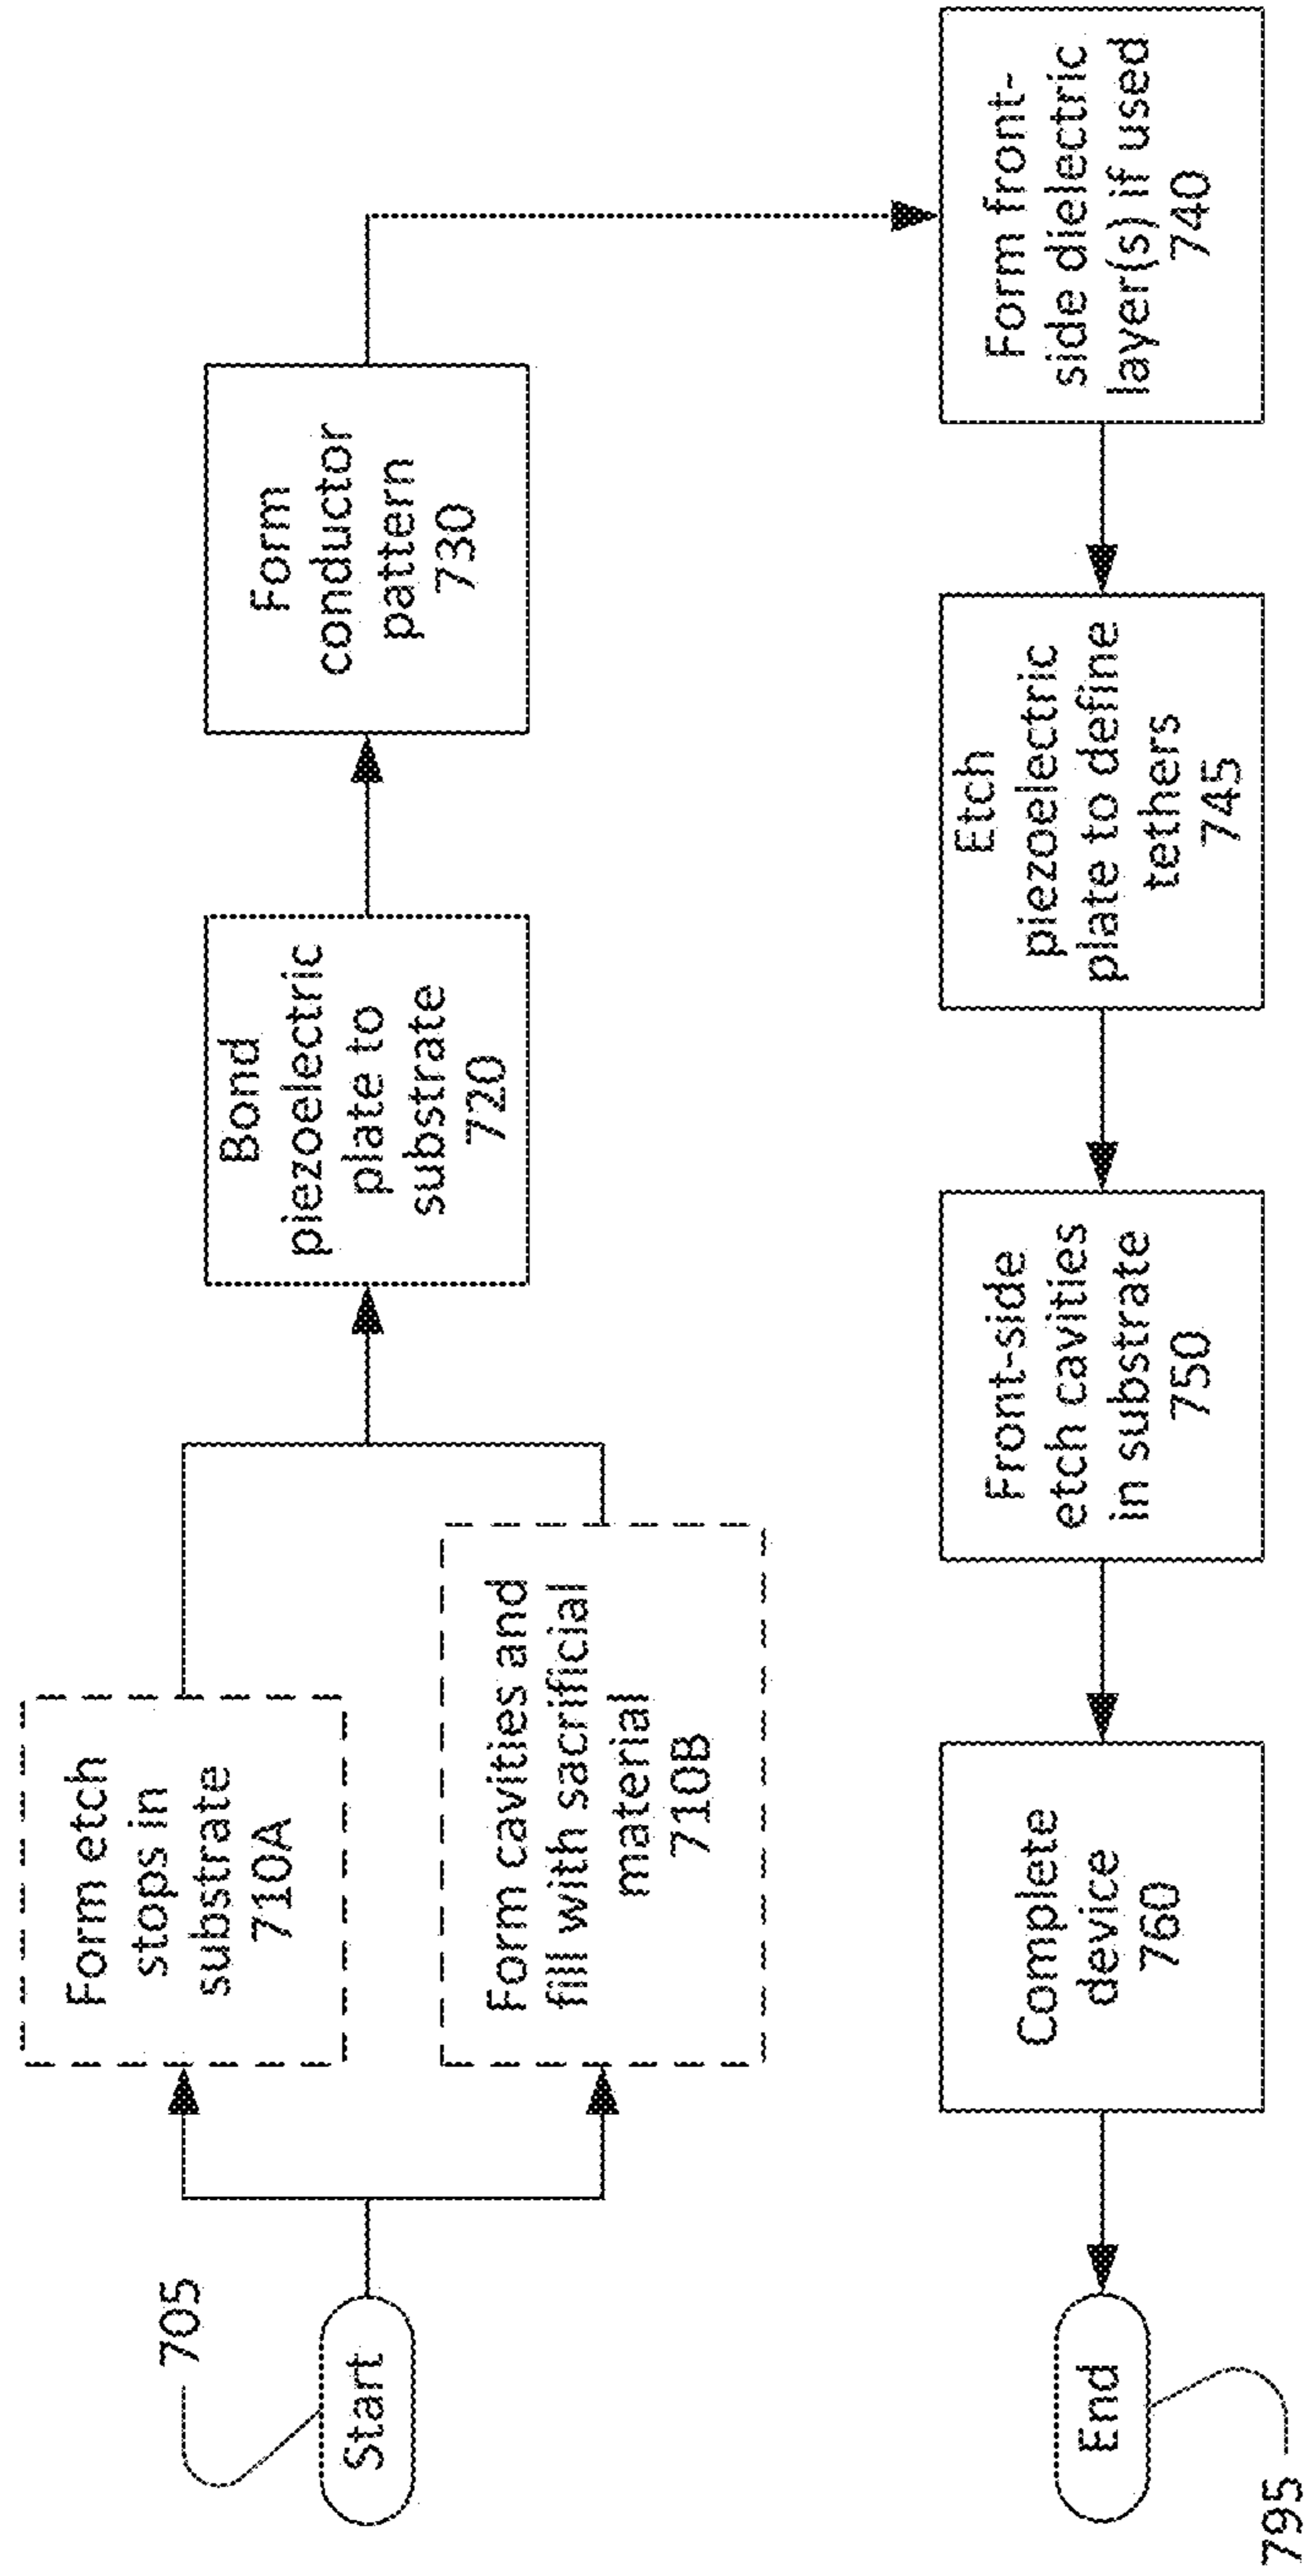 705
Start
Form etch
stops in
substrate
710A
Form cavities and
fill with sacrificial
material
710B
Bond
piezoelectric
plate to
substrate
720
Form
conductor
pattern
730
Form front-
side dielectric
layer(s) if used
740
Etch
piezoelectric
plate to define
tethers
745
Front-side
etch cavities
in substrate
750
Complete
device
760
End
795